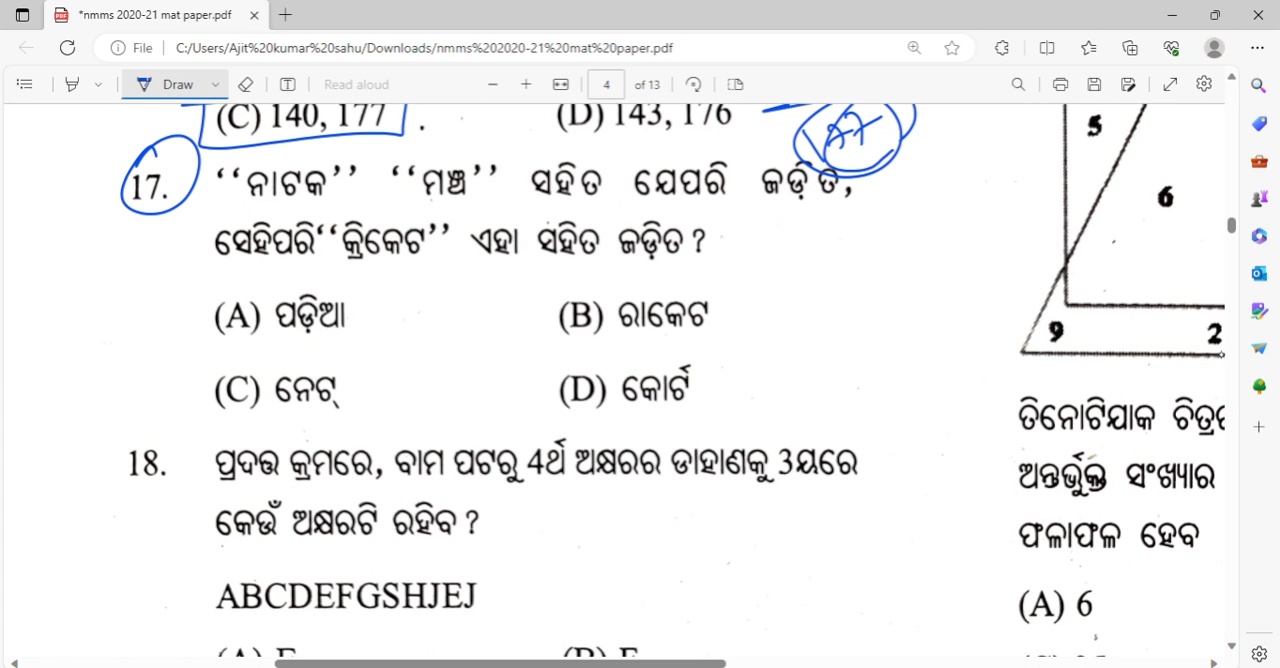 *nmms 2020-21 mat paper.pdf
File C:/Users/Ajit%20kumar%20sahu/Downloads/nmms%202020-21%20mat%20paper.pdf
Draw Read aloud 4 of 13
(C) 140, 177 . (D) 143, 176
17. ‘‘ନାଟକ’’ ‘‘ମଞ୍ଚ’’ ସହିତ ଯେପରି ଜଡ଼ିତ,
ସେହିପରି ‘‘କ୍ରିକେଟ’’ ଏହା ସହିତ ଜଡ଼ିତ ?
(A) ପଡ଼ିଆ (B) ରାକେଟ
(C) ନେଟ୍ (D) କୋର୍ଟ
18. ପ୍ରଦତ୍ତ କ୍ରମରେ, ବାମ ପଟରୁ 4ର୍ଥ ଅକ୍ଷରର ଡାହାଣକୁ 3ୟରେ
କେଉଁ ଅକ୍ଷରଟି ରହିବ ?
ABCDEFGSHJEJ
5
6
9 2
ତିନୋଟିଯାକ
ଅନ୍ତର୍ଭୁକ୍ତ ସଂଖ୍ୟାର
ଫଳାଫଳ ହେବ
(A) 6